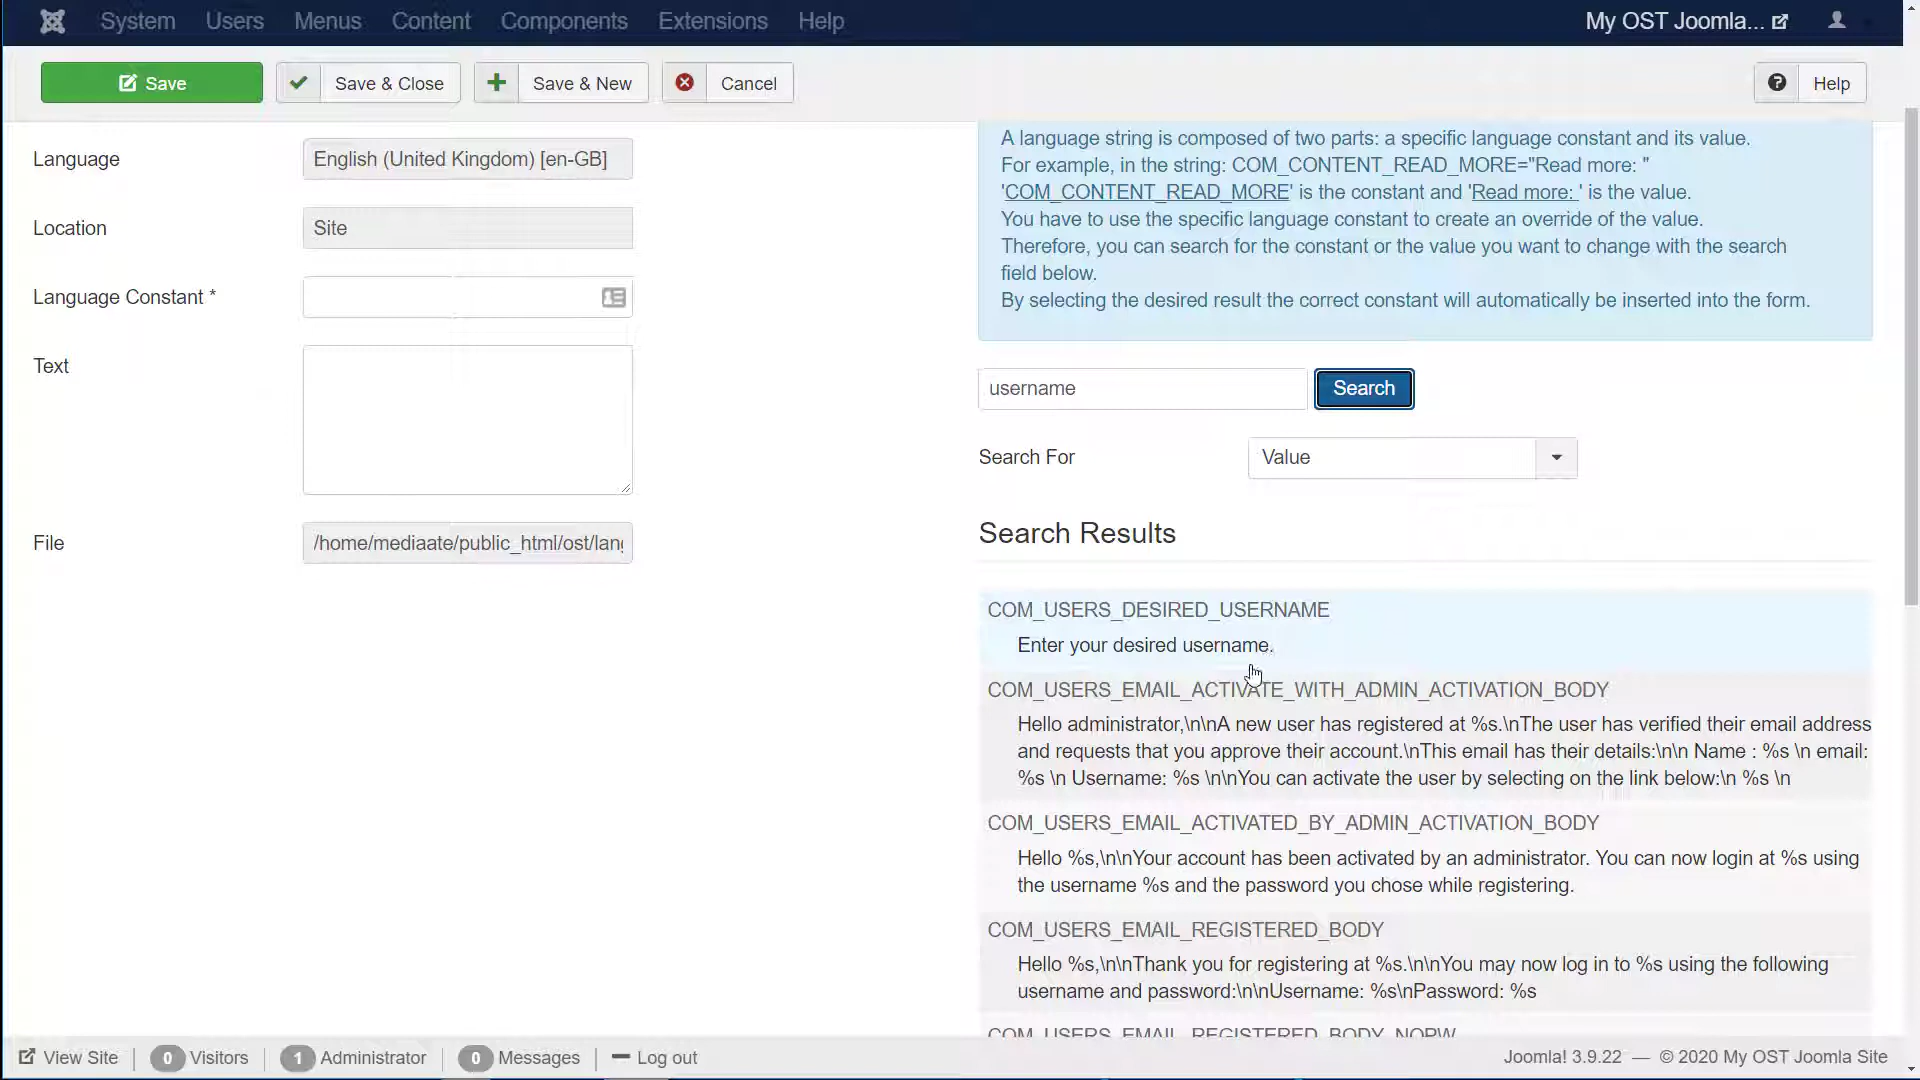 System Users Menus Content Components Extensions Help My OST Joomla...
Save Save & Close Save & New Cancel Help
Language English (United Kingdom) [en-GB]
Location Site
Language Constant *
Text
File /home/mediaate/public_html/ost/lang
A language string is composed of two parts: a specific language constant and its value.
For example, in the string: COM_CONTENT_READ_MORE="Read more: "
'COM_CONTENT_READ_MORE' is the constant and 'Read more: ' is the value.
You have to use the specific language constant to create an override of the value.
Therefore, you can search for the constant or the value you want to change with the search
field below.
By selecting the desired result the correct constant will automatically be inserted into the form.
username Search
Search For Value
Search Results
COM_USERS_DESIRED_USERNAME
Enter your desired username.
COM_USERS_EMAIL_ACTIVATE_WITH_ADMIN_ACTIVATION_BODY
Hello administrator,\n\nA new user has registered at %s.\nThe user has verified their email address
and requests that you approve their account.\nThis email has their details:\n\n Name : %s \n email:
%s \n Username: %s \n\nYou can activate the user by selecting on the link below:\n %s \n
COM_USERS_EMAIL_ACTIVATED_BY_ADMIN_ACTIVATION_BODY
Hello %s,\n\nYour account has been activated by an administrator. You can now login at %s using
the username %s and the password you chose while registering.
COM_USERS_EMAIL_REGISTERED_BODY
Hello %s,\n\nThank you for registering at %s.\n\nYou may now log in to %s using the following
username and password:\n\nUsername: %s\nPassword: %s
COM_USERS_EMAIL_REGISTERED_BODY_NOPW
View Site 0 Visitors 1 Administrator 0 Messages Log out Joomla! 3.9.22 — © 2020 My OST Joomla Site